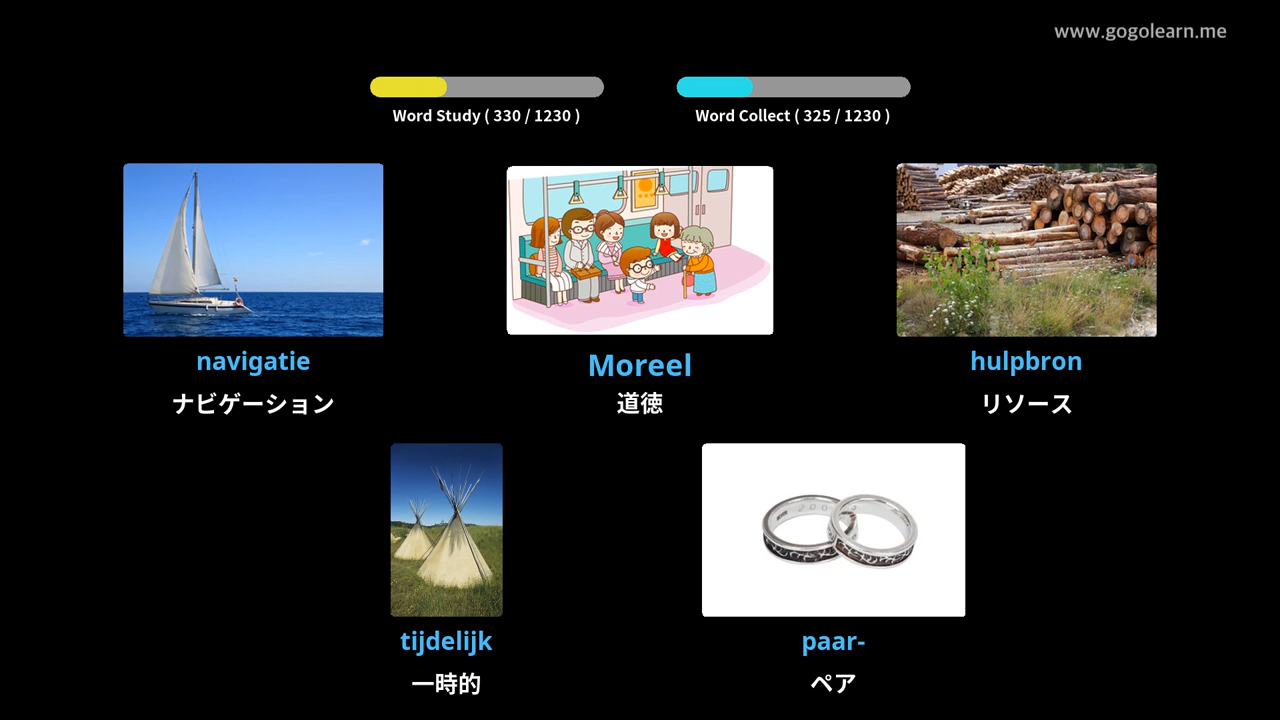 www.gogolearn.me
Word Study ( 330 / 1230 )
Word Collect ( 325 / 1230 )
navigatie
ナビゲーション
Moreel
道徳
hulpbron
リソース
tijdelijk
一時的
paar-
ペア